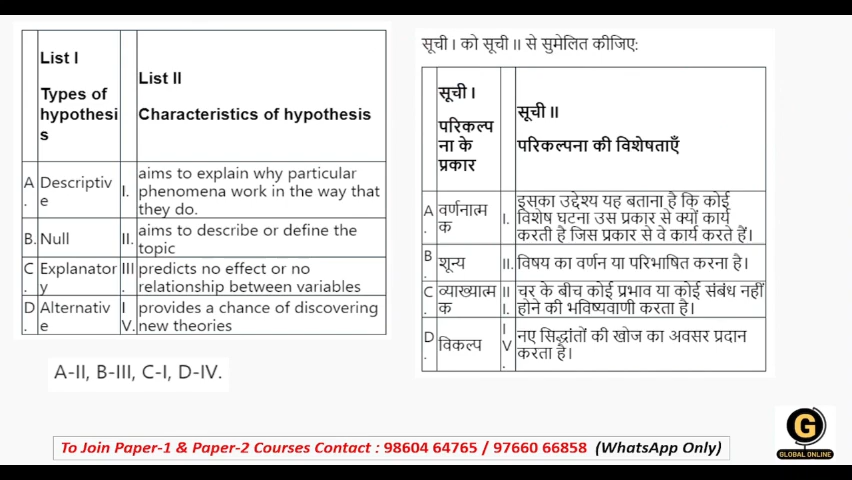 List I
Types of
hypothesi
s
List II
Characteristics of hypothesis
A
.
Descriptiv
e
I.
aims to explain why particular
phenomena work in the way that
they do.
B.
Null
II.
aims to describe or define the
topic
C
.
Explanator
y
III
.
predicts no effect or no
relationship between variables
D
.
Alternativ
e
I
V.
provides a chance of discovering
new theories
A-II, B-III, C-I, D-IV.
सूची I को सूची II से सुमेलित कीजिए:
सूची I
परिकल्प
ना के
प्रकार
सूची II
परिकल्पना की विशेषताएँ
A
.
वर्णनात्म
क
I.
इसका उद्देश्य यह बताना है कि कोई
विशेष घटना उस प्रकार से क्यों कार्य
करती है जिस प्रकार से वे कार्य करते हैं।
B
.
शून्य
II.
विषय का वर्णन या परिभाषित करना है।
C
.
व्याख्यात्म
क
II
I.
चर के बीच कोई प्रभाव या कोई संबंध नहीं
होने की भविष्यवाणी करता है।
D
.
विकल्प
I
V
.
नए सिद्धांतों की खोज का अवसर प्रदान
करता है।
To Join Paper-1 & Paper-2 Courses Contact : 98604 64765 / 97660 66858 (WhatsApp Only)
G
GLOBAL ONLINE